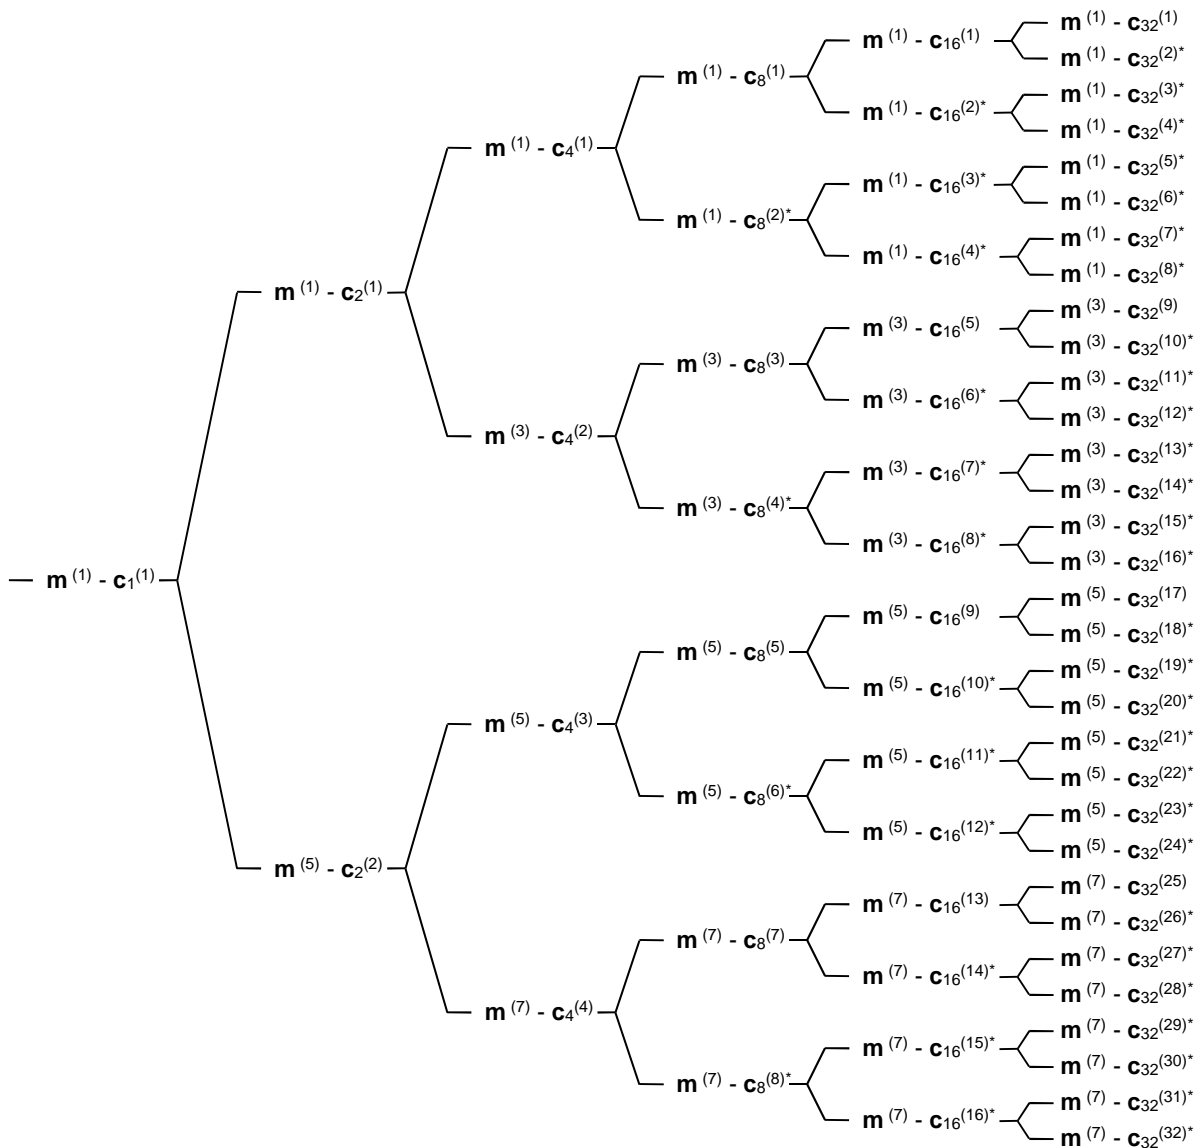 m (1) - c1(1)
m (1) - c2(1)
m (5) - c2(2)
m (1) - c4(1)
m (3) - c4(2)
m (5) - c4(3)
m (7) - c4(4)
m (1) - c8(1)
m (1) - c8(2)*
m (3) - c8(3)
m (3) - c8(4)*
m (5) - c8(5)
m (5) - c8(6)*
m (7) - c8(7)
m (7) - c8(8)*
m (1) - c16(1)
m (1) - c16(2)*
m (1) - c16(3)*
m (1) - c16(4)*
m (3) - c16(5)
m (3) - c16(6)*
m (3) - c16(7)*
m (3) - c16(8)*
m (5) - c16(9)
m (5) - c16(10)*
m (5) - c16(11)*
m (5) - c16(12)*
m (7) - c16(13)
m (7) - c16(14)*
m (7) - c16(15)*
m (7) - c16(16)*
m (1) - c32(1)
m (1) - c32(2)*
m (1) - c32(3)*
m (1) - c32(4)*
m (1) - c32(5)*
m (1) - c32(6)*
m (1) - c32(7)*
m (1) - c32(8)*
m (3) - c32(9)
m (3) - c32(10)*
m (3) - c32(11)*
m (3) - c32(12)*
m (3) - c32(13)*
m (3) - c32(14)*
m (3) - c32(15)*
m (3) - c32(16)*
m (5) - c32(17)
m (5) - c32(18)*
m (5) - c32(19)*
m (5) - c32(20)*
m (5) - c32(21)*
m (5) - c32(22)*
m (5) - c32(23)*
m (5) - c32(24)*
m (7) - c32(25)
m (7) - c32(26)*
m (7) - c32(27)*
m (7) - c32(28)*
m (7) - c32(29)*
m (7) - c32(30)*
m (7) - c32(31)*
m (7) - c32(32)*